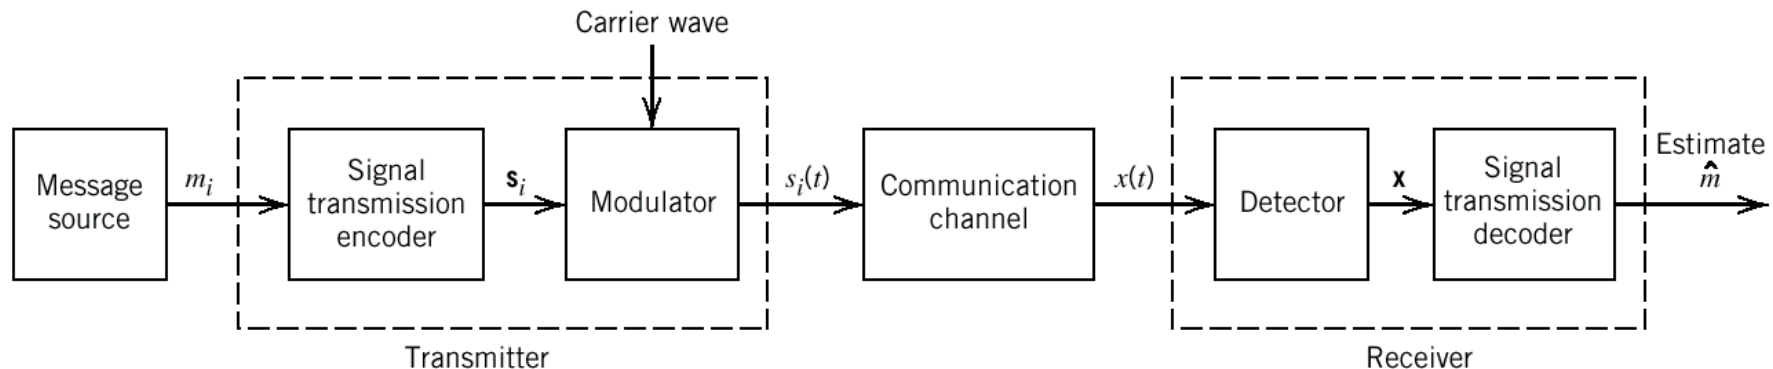 Carrier wave
Message
source
m_i
Signal
transmission
encoder
s_i
Modulator
s_i(t)
Communication
channel
x(t)
Detector
x
Signal
transmission
decoder
Estimate
m̂
Transmitter
Receiver